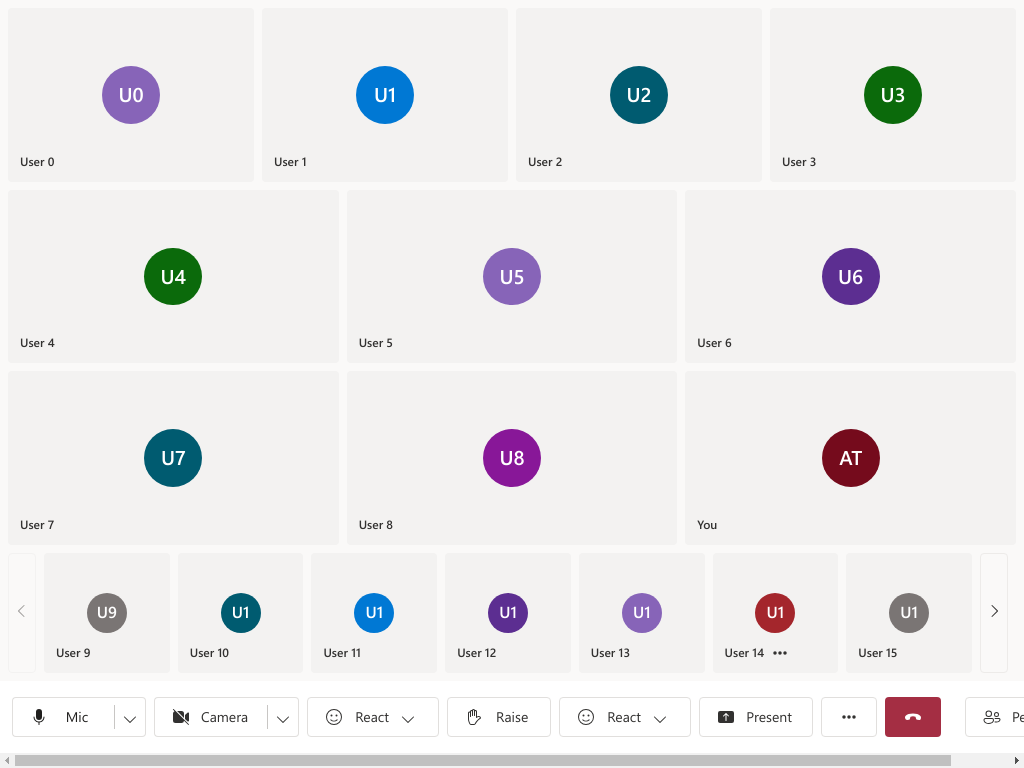 U0
User 0
U1
User 1
U2
User 2
U3
User 3
U4
User 4
U5
User 5
U6
User 6
U7
User 7
U8
User 8
AT
You
U9
User 9
U1
User 10
U1
User 11
U1
User 12
U1
User 13
U1
User 14
U1
User 15
Mic
Camera
React
Raise
React
Present
Pe